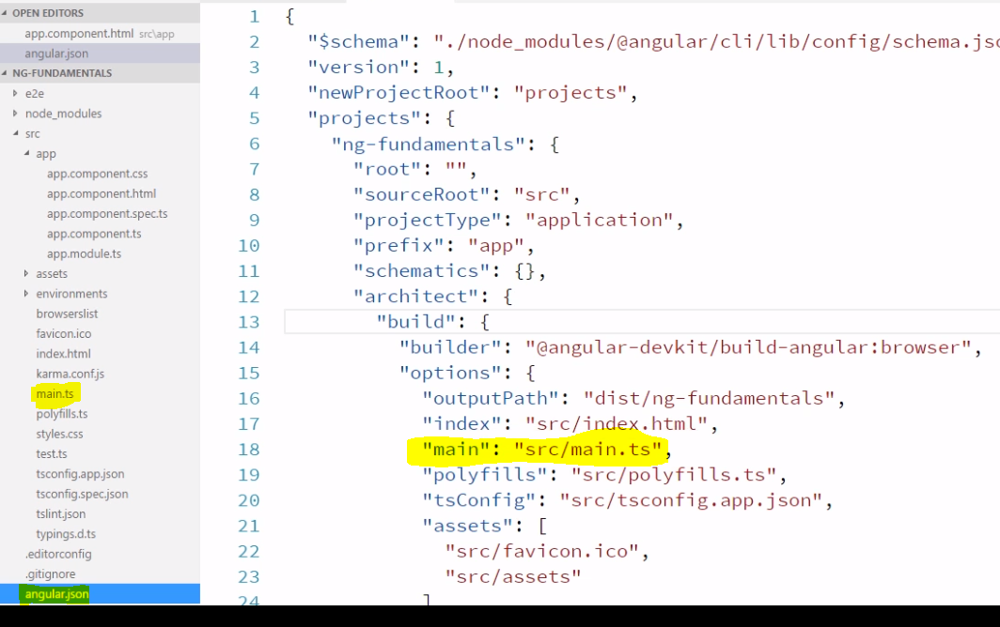 OPEN EDITORS
app.component.html src\app
angular.json
NG-FUNDAMENTALS
e2e
node_modules
src
app
app.component.css
app.component.html
app.component.spec.ts
app.component.ts
app.module.ts
assets
environments
browserslist
favicon.ico
index.html
karma.conf.js
main.ts
polyfills.ts
styles.css
test.ts
tsconfig.app.json
tsconfig.spec.json
tslint.json
typings.d.ts
.editorconfig
.gitignore
angular.json
1 {
2 "$schema": "./node_modules/@angular/cli/lib/config/schema.jso
3 "version": 1,
4 "newProjectRoot": "projects",
5 "projects": {
6 "ng-fundamentals": {
7 "root": "",
8 "sourceRoot": "src",
9 "projectType": "application",
10 "prefix": "app",
11 "schematics": {},
12 "architect": {
13 "build": {
14 "builder": "@angular-devkit/build-angular:browser",
15 "options": {
16 "outputPath": "dist/ng-fundamentals",
17 "index": "src/index.html",
18 "main": "src/main.ts",
19 "polyfills": "src/polyfills.ts",
20 "tsConfig": "src/tsconfig.app.json",
21 "assets": [
22 "src/favicon.ico",
23 "src/assets"
24 ]